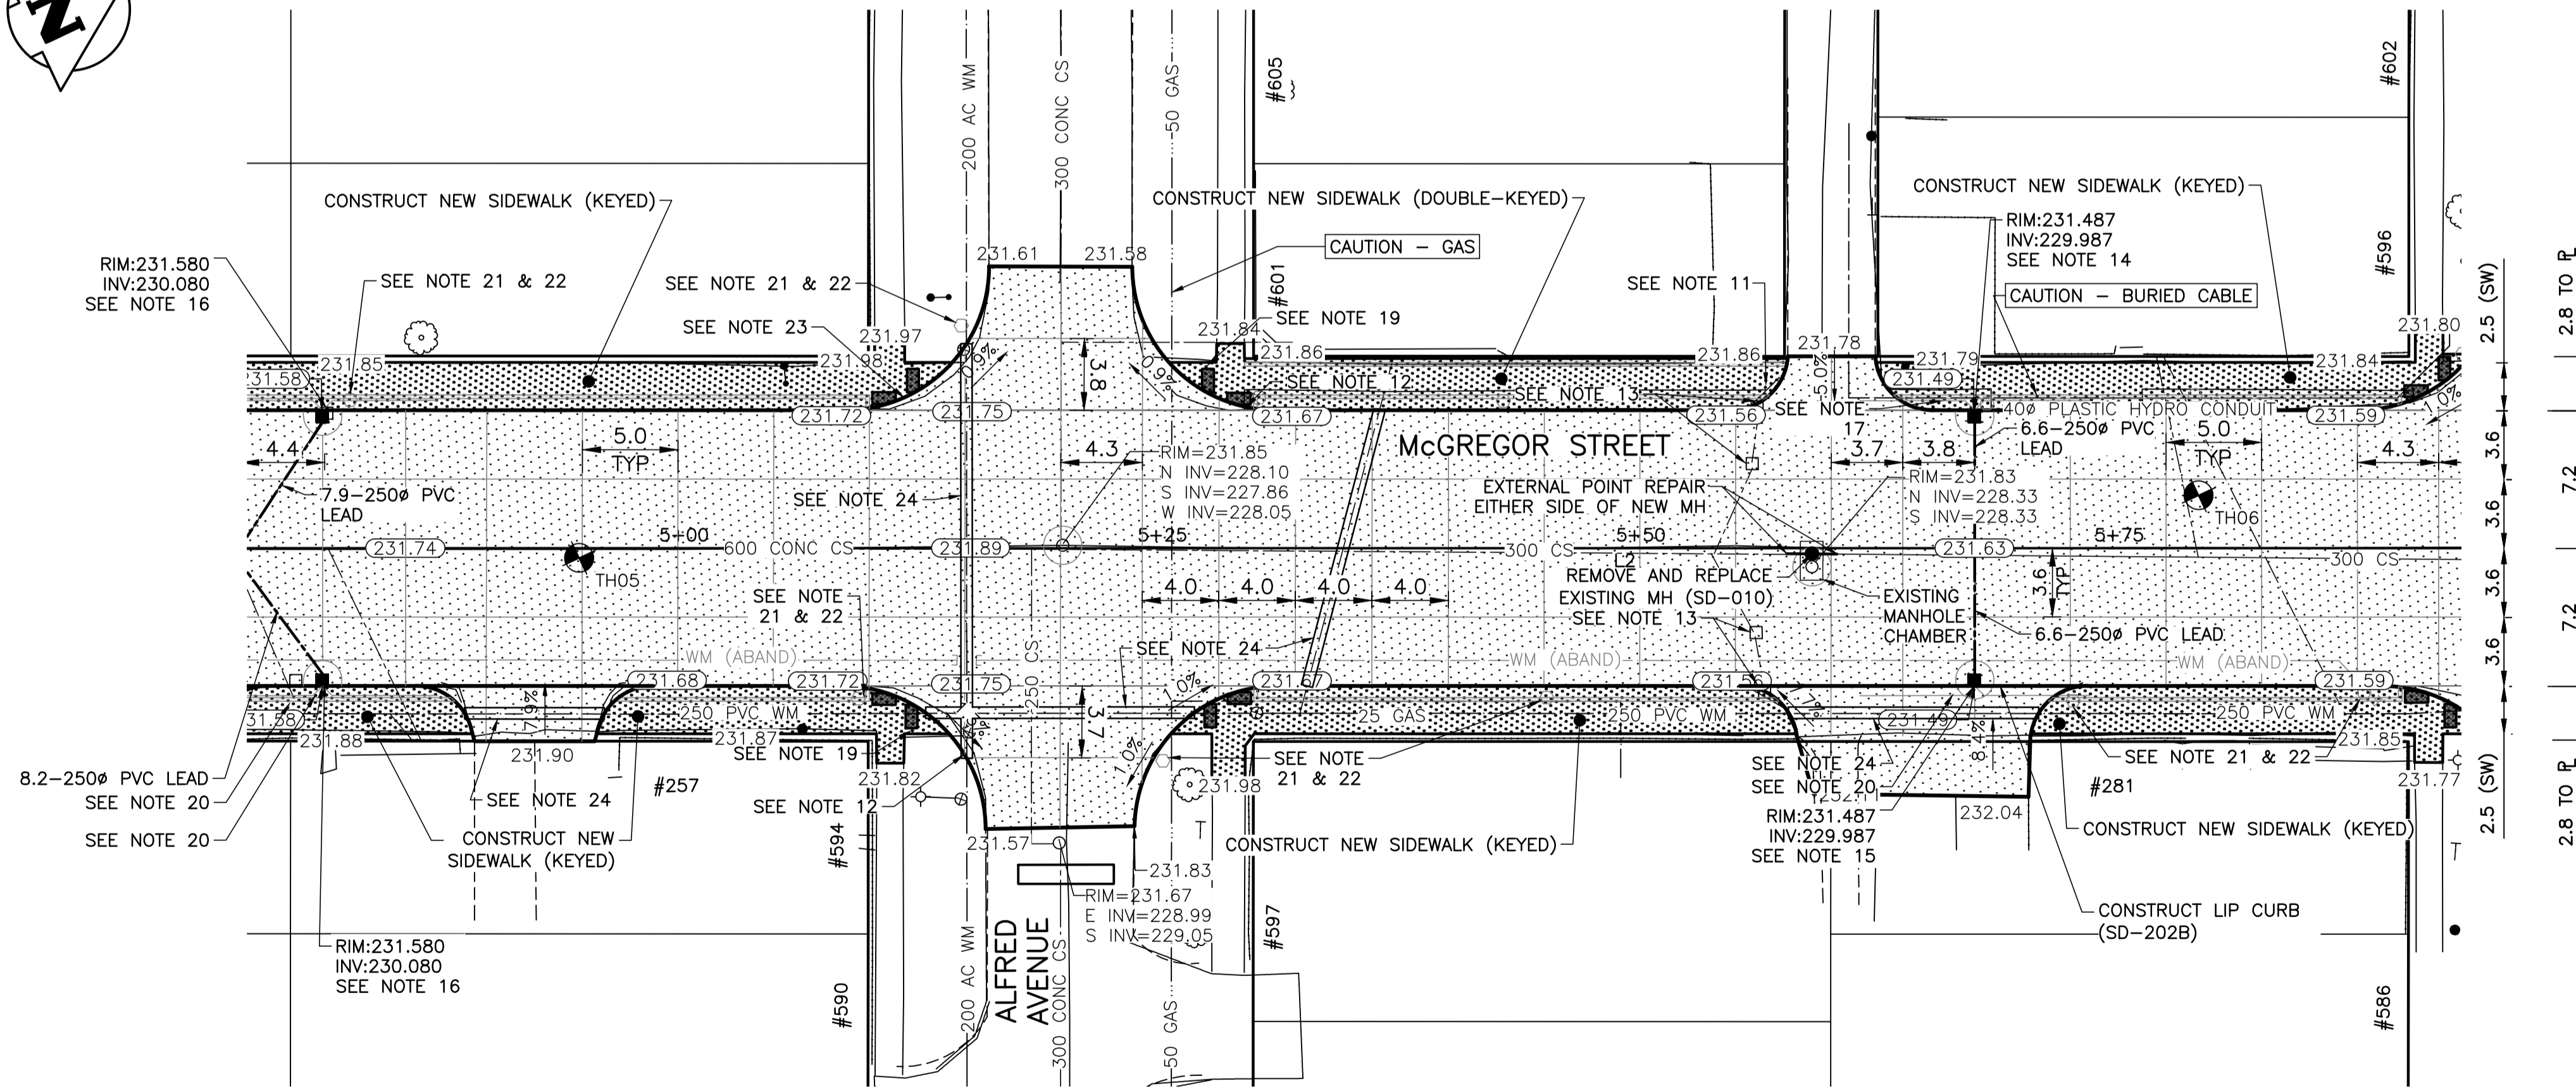 N
200 AC WM
300 CONC CS
50 GAS
#605
#602
CONSTRUCT NEW SIDEWALK (KEYED)
CONSTRUCT NEW SIDEWALK (DOUBLE-KEYED)
CONSTRUCT NEW SIDEWALK (KEYED)
RIM:231.580
INV:230.080
SEE NOTE 16
SEE NOTE 21 & 22
SEE NOTE 21 & 22
SEE NOTE 23
231.61
231.58
CAUTION - GAS
#601
SEE NOTE 19
SEE NOTE 11
RIM:231.487
INV:229.987
SEE NOTE 14
CAUTION - BURIED CABLE
#596
2.5 (SW)
2.8 TO PL
231.85
231.98
231.97
231.84
231.86
231.86
231.78
231.79
231.84
231.80
231.58
231.72
231.75
0.9%
3.8
0.9%
SEE NOTE 12
231.67
SEE NOTE 13
231.56
5.0%
SEE NOTE
17
231.49
40ø PLASTIC HYDRO CONDUIT
231.59
1.0%
4.4
5.0
TYP
4.3
McGREGOR STREET
3.7
3.8
6.6-250ø PVC
LEAD
5.0
TYP
4.3
3.6
7.2
7.9-250ø PVC
LEAD
SEE NOTE 24
RIM=231.85
N INV=228.10
S INV=227.86
W INV=228.05
EXTERNAL POINT REPAIR
EITHER SIDE OF NEW MH
RIM=231.83
N INV=228.33
S INV=228.33
TH06
3.6
231.74
5+00
600 CONC CS
231.89
5+25
300 CS
5+50
231.63
5+75
300 CS
TH05
SEE NOTE
21 & 22
4.0
4.0
4.0
4.0
REMOVE AND REPLACE
EXISTING MH (SD-010)
SEE NOTE 13
EXISTING
MANHOLE
CHAMBER
3.6
TYP
6.6-250ø PVC LEAD
3.6
7.2
WM (ABAND)
250 CS
SEE NOTE 24
WM (ABAND)
WM (ABAND)
3.6
231.68
231.72
231.75
1.0%
231.59
231.58
7.9%
250 PVC WM
3.7
25 GAS
250 PVC WM
231.49
8.4%
250 PVC WM
231.88
231.90
231.87
SEE NOTE 19
1.0%
SEE NOTE
21 & 22
SEE NOTE 24
SEE NOTE 21 & 22
231.85
8.2-250ø PVC LEAD
SEE NOTE 20
SEE NOTE 24
#257
231.82
SEE NOTE 12
231.98
SEE NOTE 20
#281
231.77
2.5 (SW)
2.8 TO PL
SEE NOTE 20
CONSTRUCT NEW
SIDEWALK (KEYED)
#594
231.57
CONSTRUCT NEW SIDEWALK (KEYED)
RIM:231.487
INV:229.987
SEE NOTE 15
232.04
CONSTRUCT NEW SIDEWALK (KEYED)
231.83
RIM=231.67
E INV=228.99
S INV=229.05
#597
CONSTRUCT LIP CURB
(SD-202B)
RIM:231.580
INV:230.080
SEE NOTE 16
#590
200 AC WM
ALFRED
AVENUE
300 CONC CS
50 GAS
#586